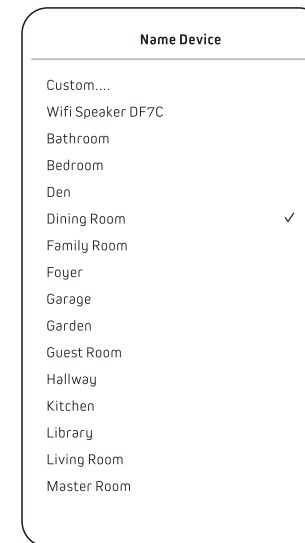 Name Device
Custom....
Wifi Speaker DF7C
Bathroom
Bedroom
Den
Dining Room ✓
Family Room
Foyer
Garage
Garden
Guest Room
Hallway
Kitchen
Library
Living Room
Master Room